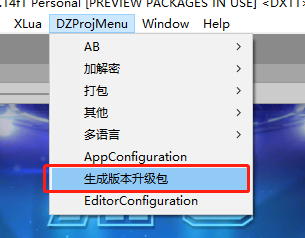 .14f1 Personal [PREVIEW PACKAGES IN USE] <DX11>
XLua DZProjMenu Window Help
AB
加解密
打包
其他
多语言
AppConfiguration
生成版本升级包
EditorConfiguration